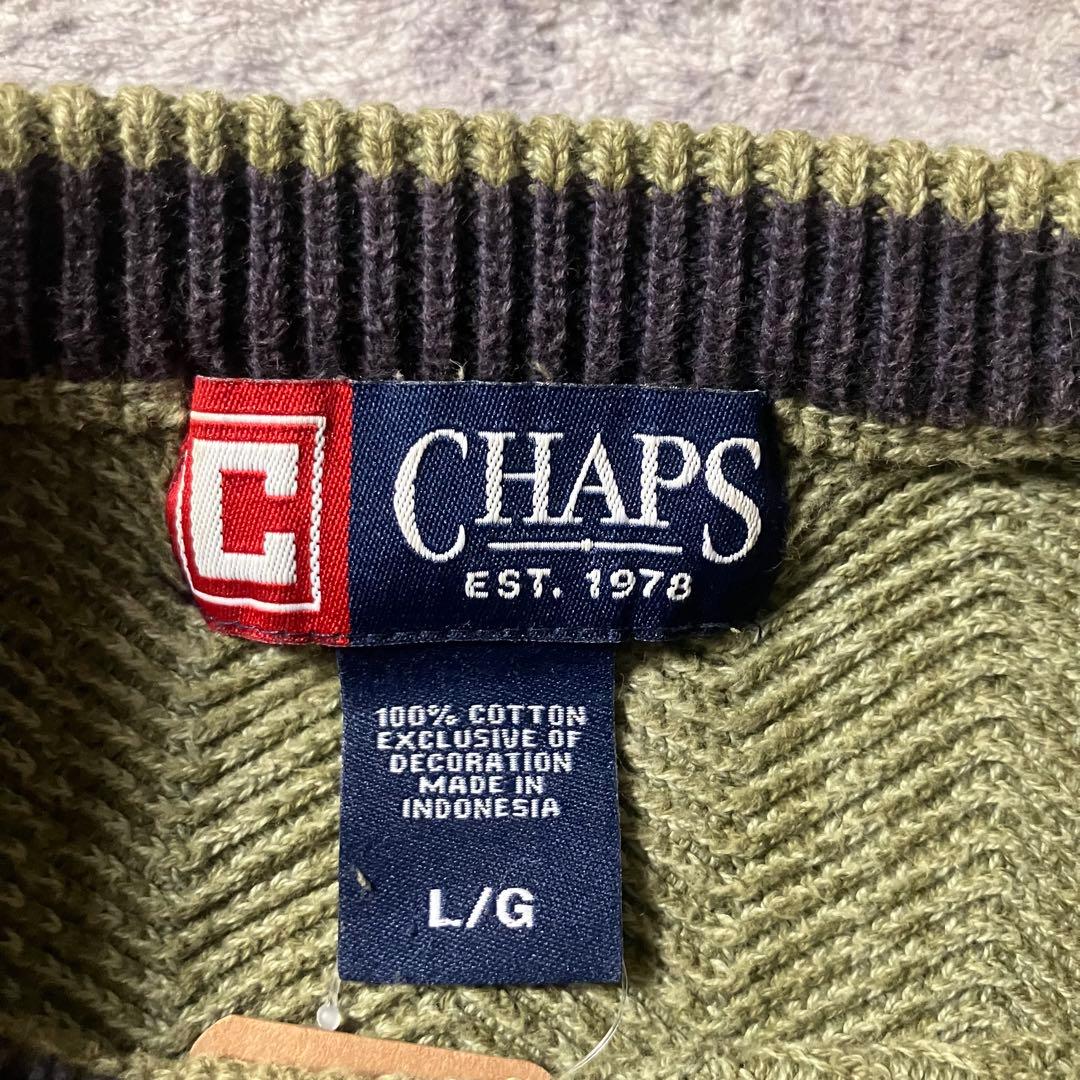 C
CHAPS
EST. 1978
100% COTTON
EXCLUSIVE OF
DECORATION
MADE IN
INDONESIA
L/G